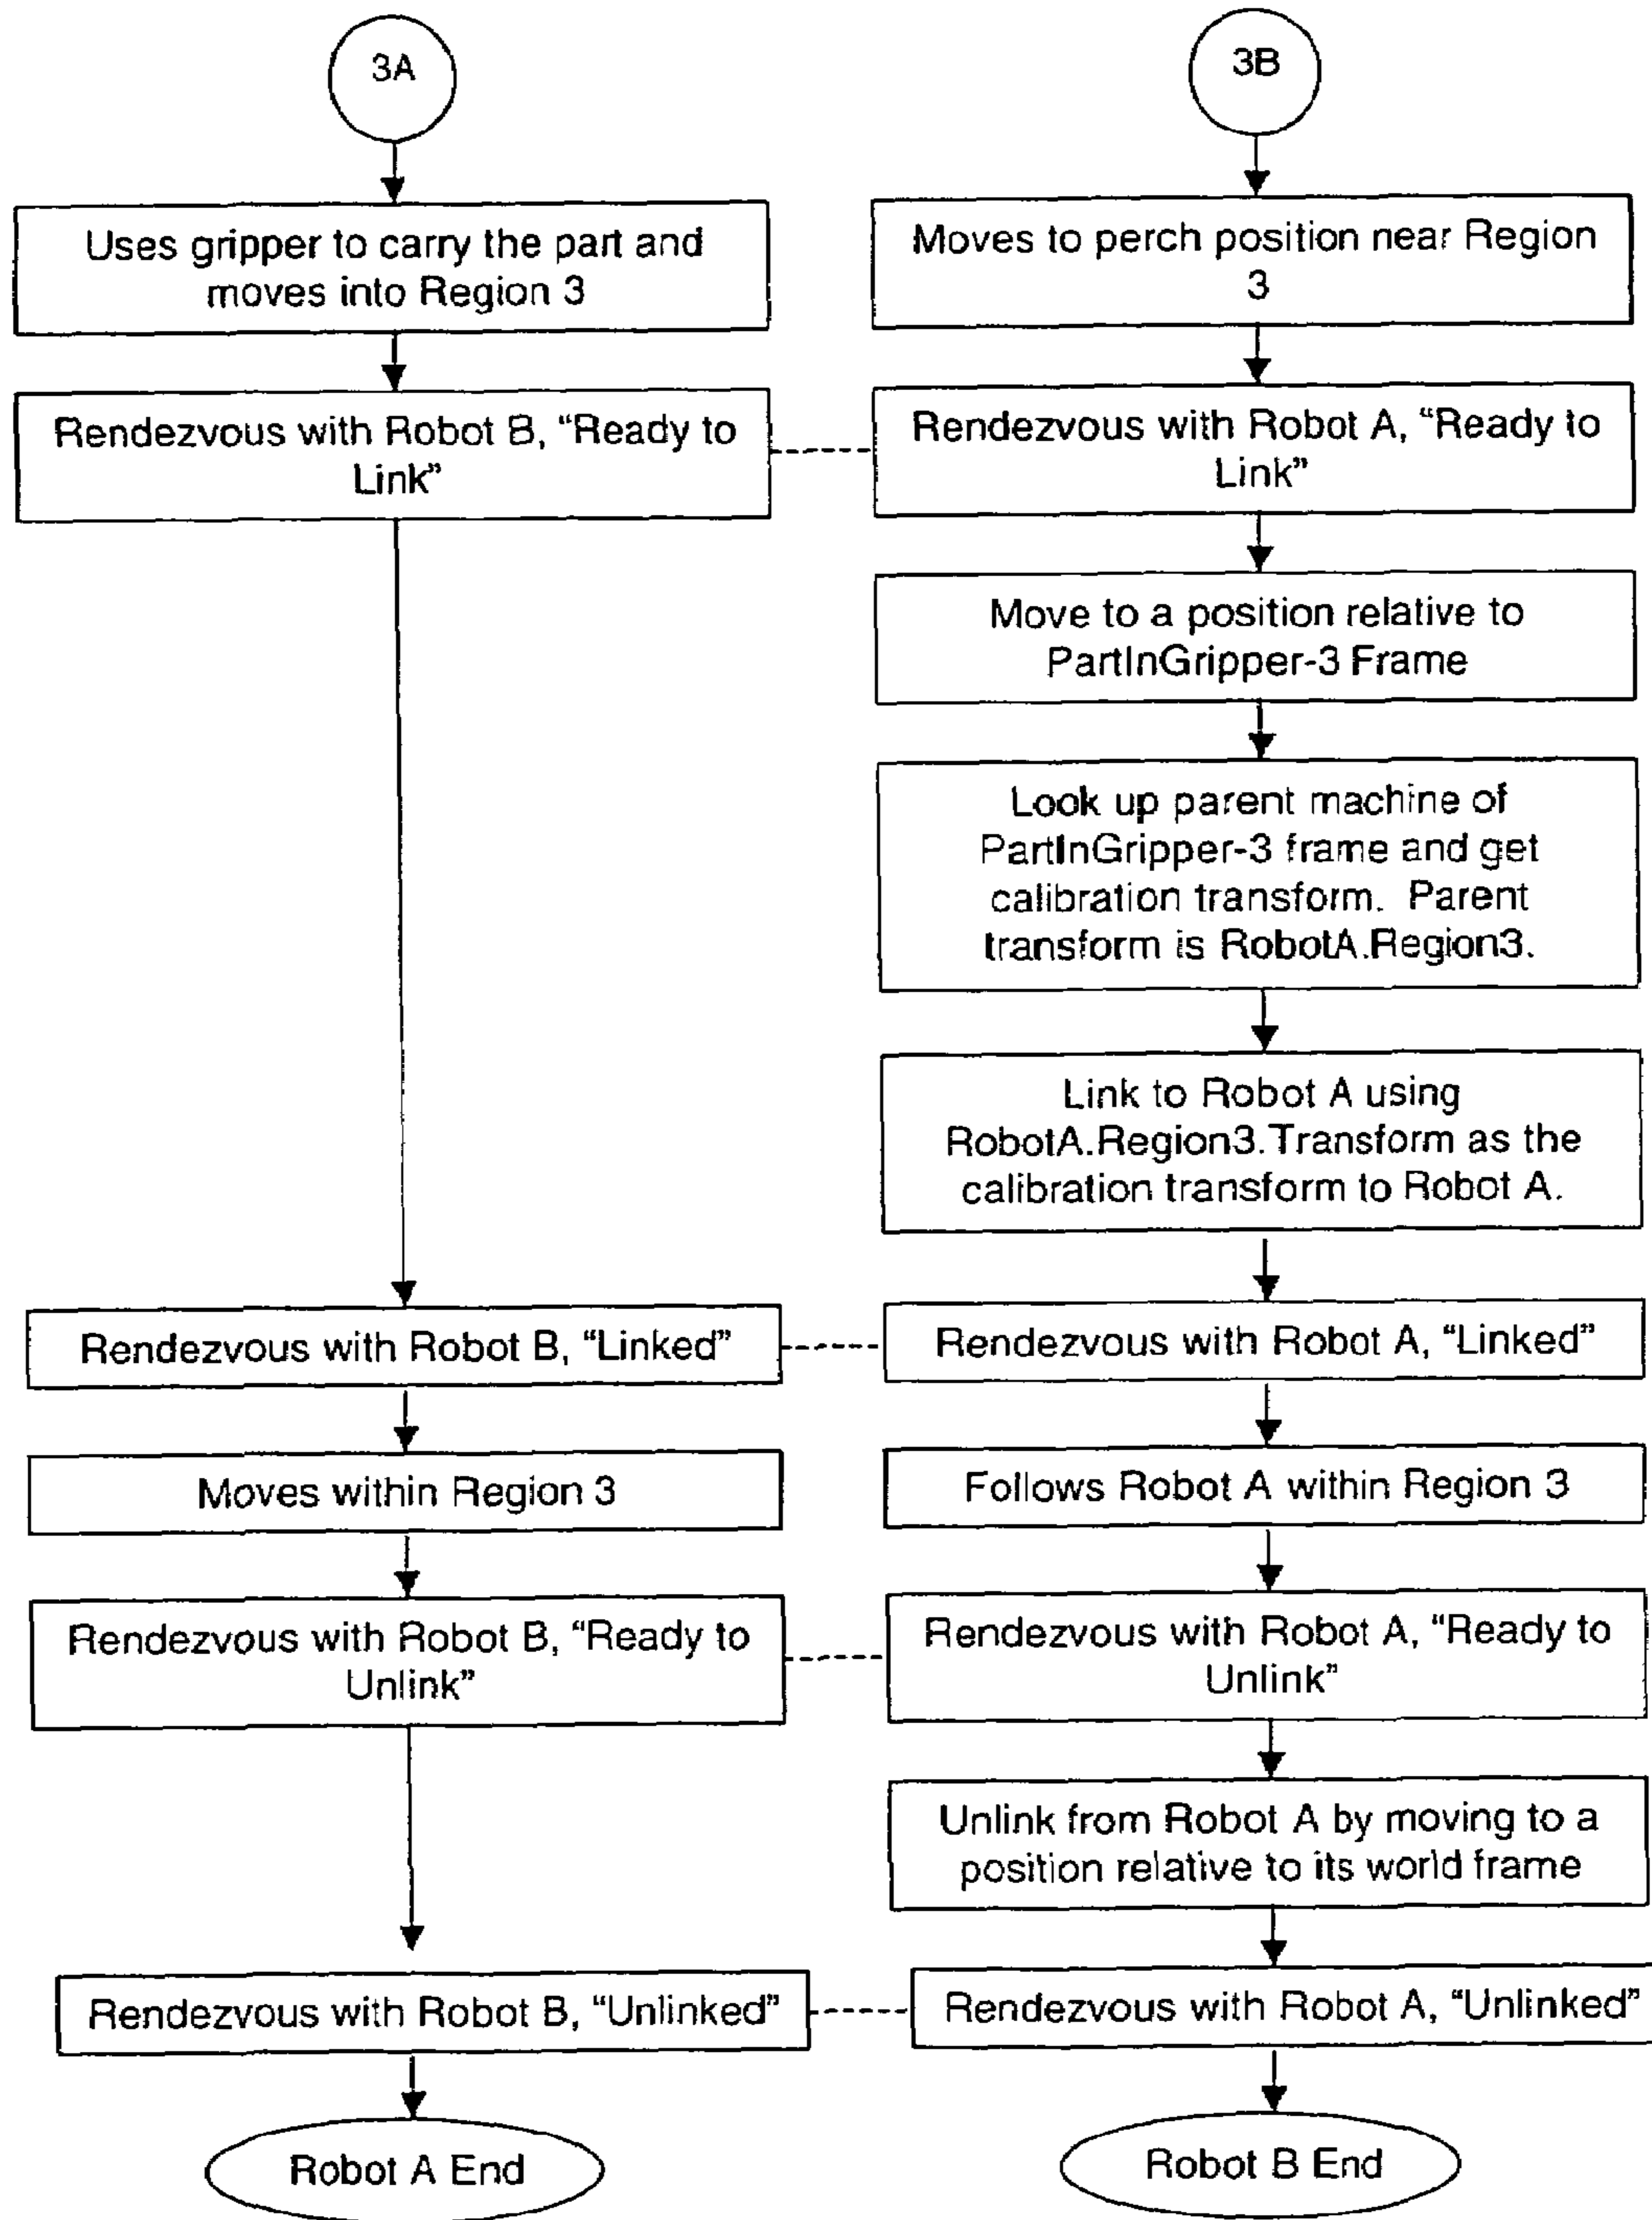 3A
Uses gripper to carry the part and
moves into Region 3
Rendezvous with Robot B, “Ready to
Link”
Rendezvous with Robot B, “Linked”
Moves within Region 3
Rendezvous with Robot B, “Ready to
Unlink”
Rendezvous with Robot B, “Unlinked”
Robot A End
3B
Moves to perch position near Region
3
Rendezvous with Robot A, “Ready to
Link”
Move to a position relative to
PartInGripper-3 Frame
Look up parent machine of
PartInGripper-3 frame and get
calibration transform. Parent
transform is RobotA.Region3.
Link to Robot A using
RobotA.Region3.Transform as the
calibration transform to Robot A.
Rendezvous with Robot A, “Linked”
Follows Robot A within Region 3
Rendezvous with Robot A, “Ready to
Unlink”
Unlink from Robot A by moving to a
position relative to its world frame
Rendezvous with Robot A, “Unlinked”
Robot B End